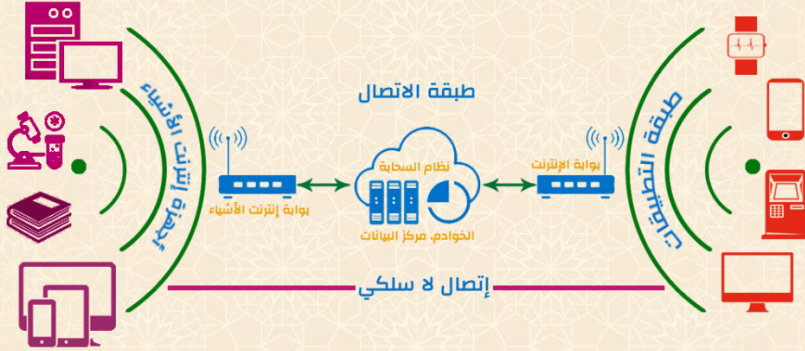 طبقة الاتصال
طبقة التطبيقات
بوابة الإنترنت
نظام السحابة
الخوادم، مركز البيانات
بوابة إنترنت الأشياء
أجهزة إنترنت الأشياء
إتصال لا سلكي